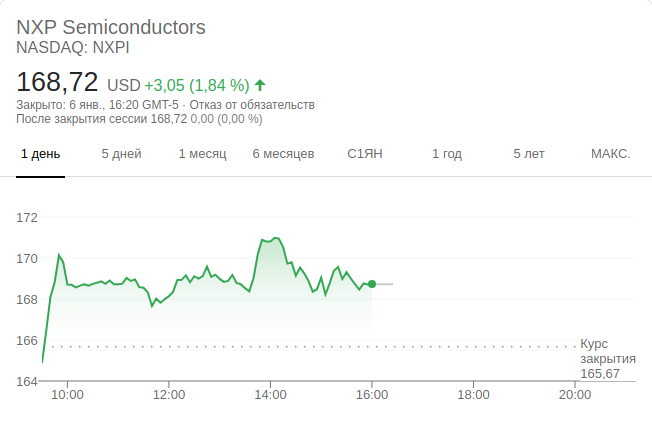 NXP Semiconductors
NASDAQ: NXPI
168,72 USD +3,05 (1,84 %)
Закрыто: 6 янв., 16:20 GMT-5 · Отказ от обязательств
После закрытия сессии 168,72 0,00 (0,00 %)
1 день 5 дней 1 месяц 6 месяцев С1ЯН 1 год 5 лет МАКС.
172
170
168
166
Курс
закрытия
165,67
164
10:00 12:00 14:00 16:00 18:00 20:00